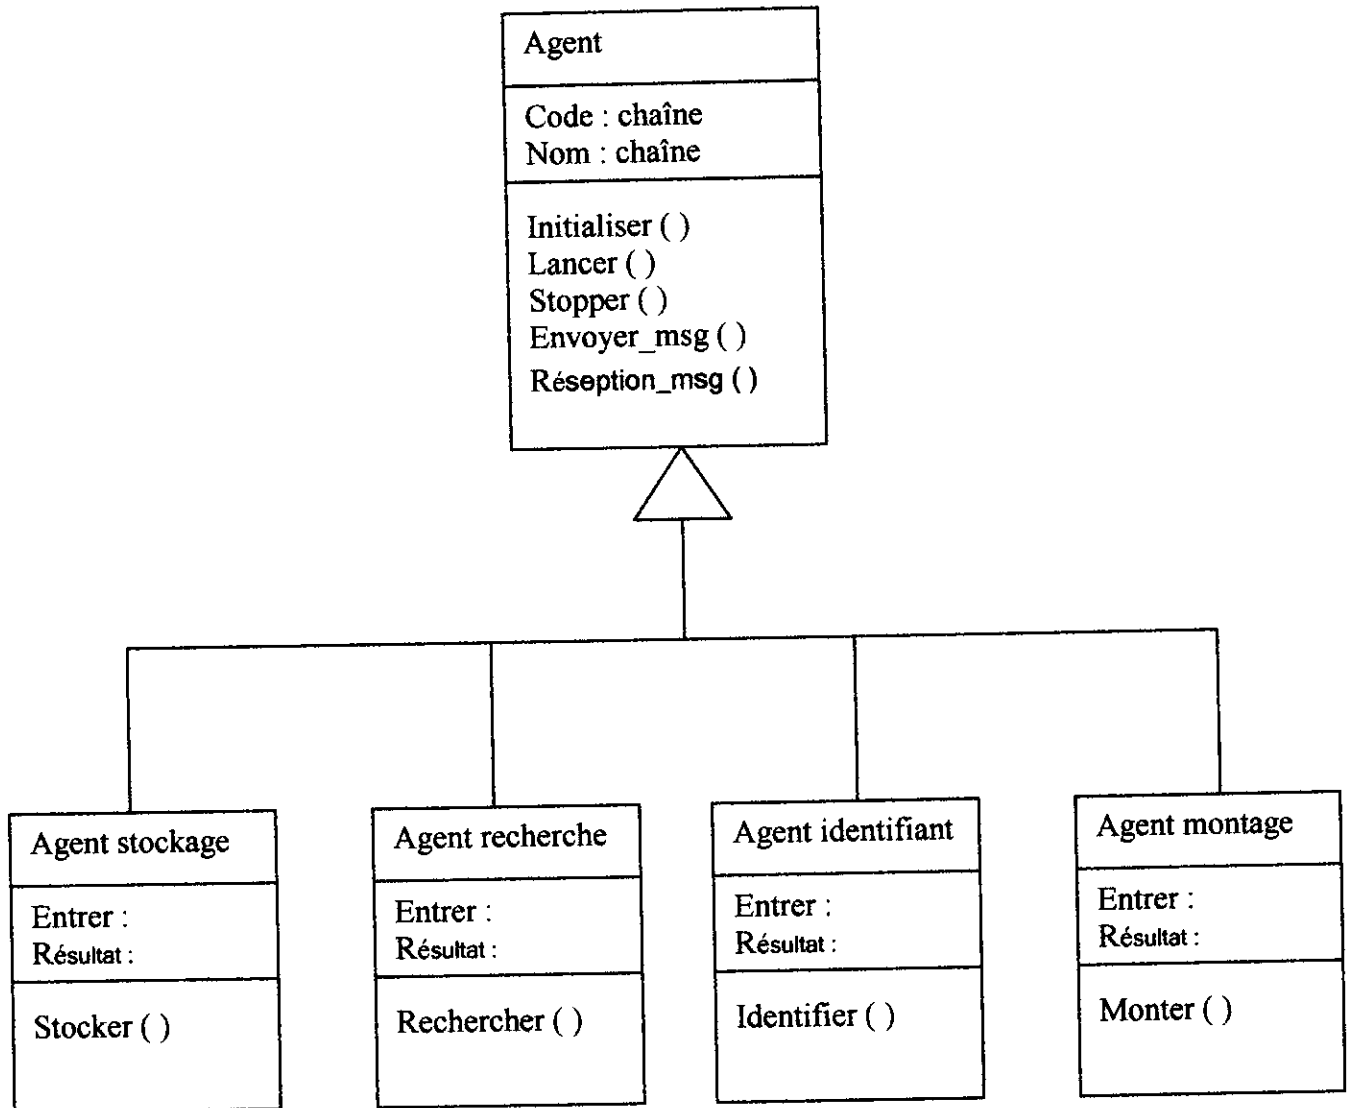 Agent
Code : chaîne
Nom : chaîne
Initialiser ( )
Lancer ( )
Stopper ( )
Envoyer_msg ( )
Réseption_msg ( )
Agent stockage
Entrer :
Résultat :
Stocker ( )
Agent recherche
Entrer :
Résultat :
Rechercher ( )
Agent identifiant
Entrer :
Résultat :
Identifier ( )
Agent montage
Entrer :
Résultat :
Monter ( )